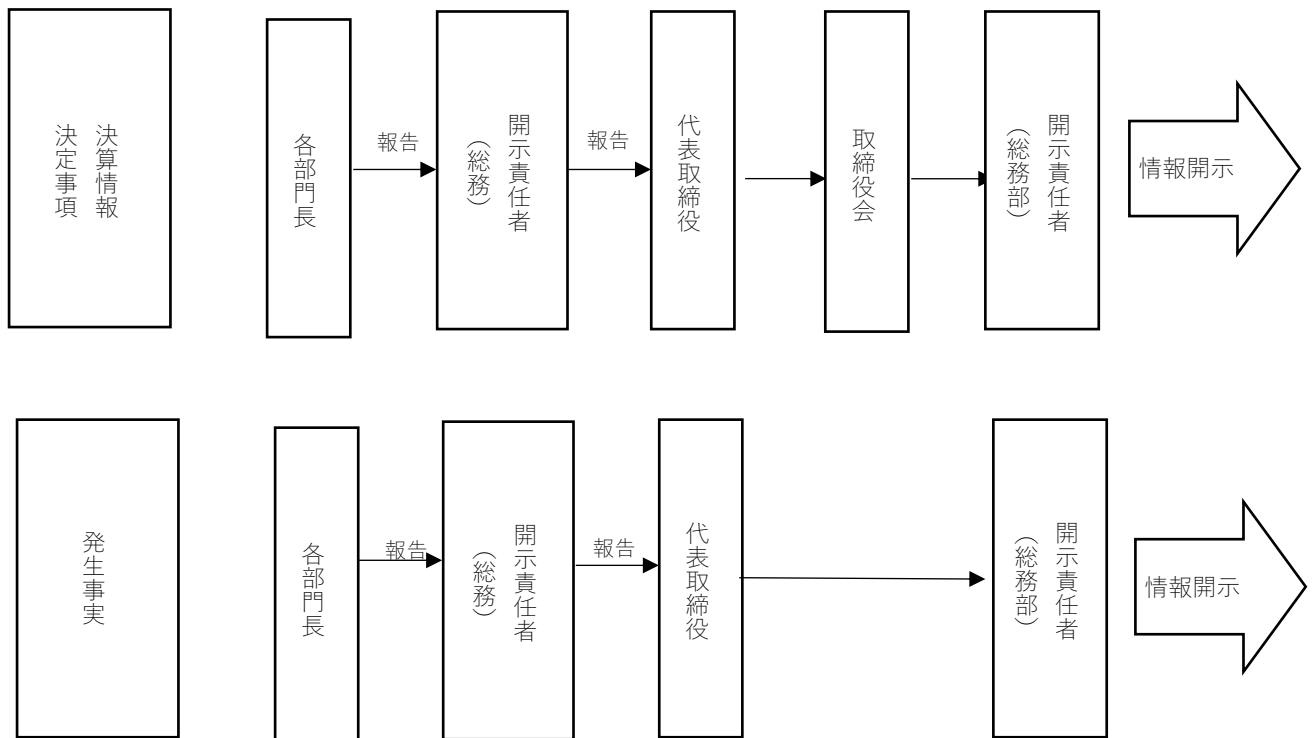 決算情報
決定事項
各部門長
報告
開示責任者
（総務）
報告
代表取締役
取締役会
開示責任者
（総務部）
情報開示
発生事実
各部門長
報告
開示責任者
（総務）
報告
代表取締役
開示責任者
（総務部）
情報開示